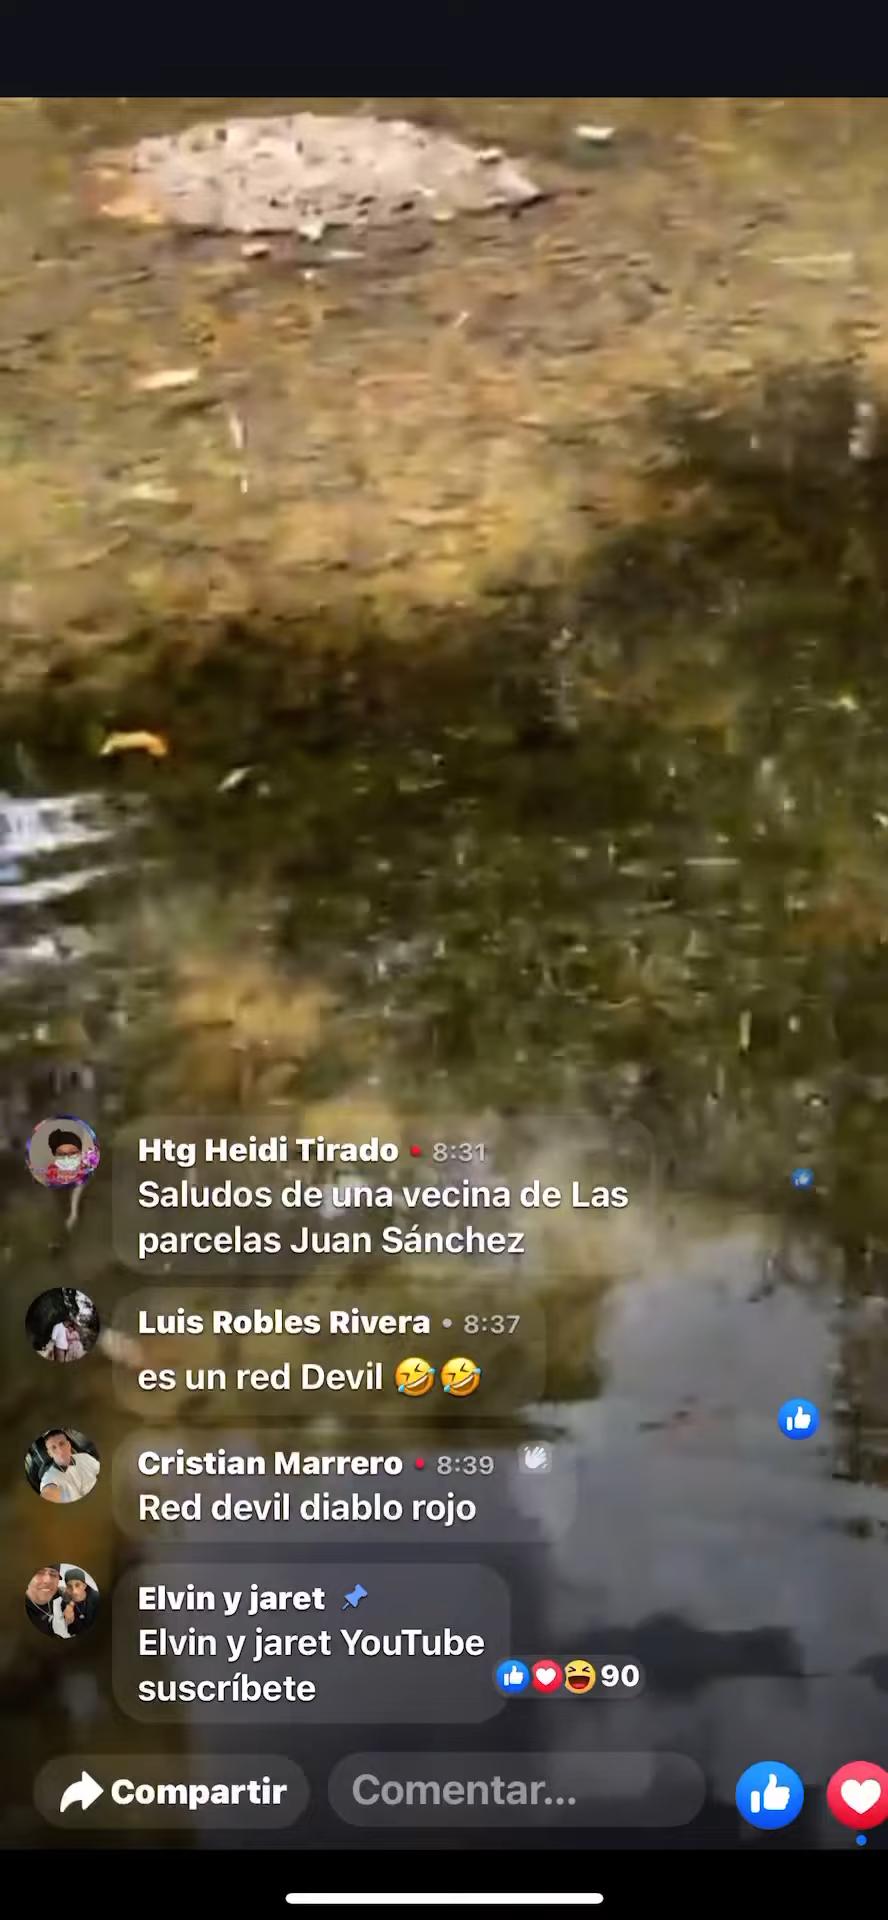 Htg Heidi Tirado • 8:31
Saludos de una vecina de Las
parcelas Juan Sánchez
Luis Robles Rivera • 8:37
es un red Devil 🤣🤣
Cristian Marrero • 8:39
Red devil diablo rojo
Elvin y jaret
Elvin y jaret YouTube
suscríbete
90
Compartir
Comentar...